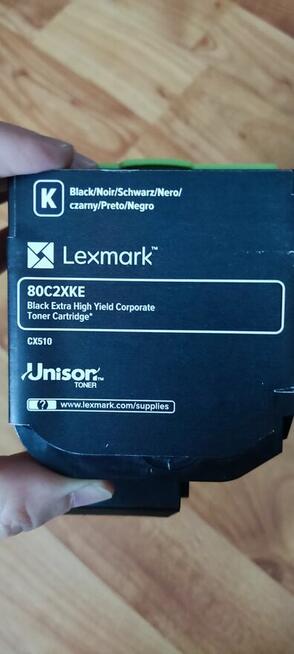 K
Black/Noir/Schwarz/Nero/
czarny/Preto/Negro
Lexmark™
80C2XKE
Black Extra High Yield Corporate
Toner Cartridge*
CX510
Unison™
TONER
? www.lexmark.com/supplies